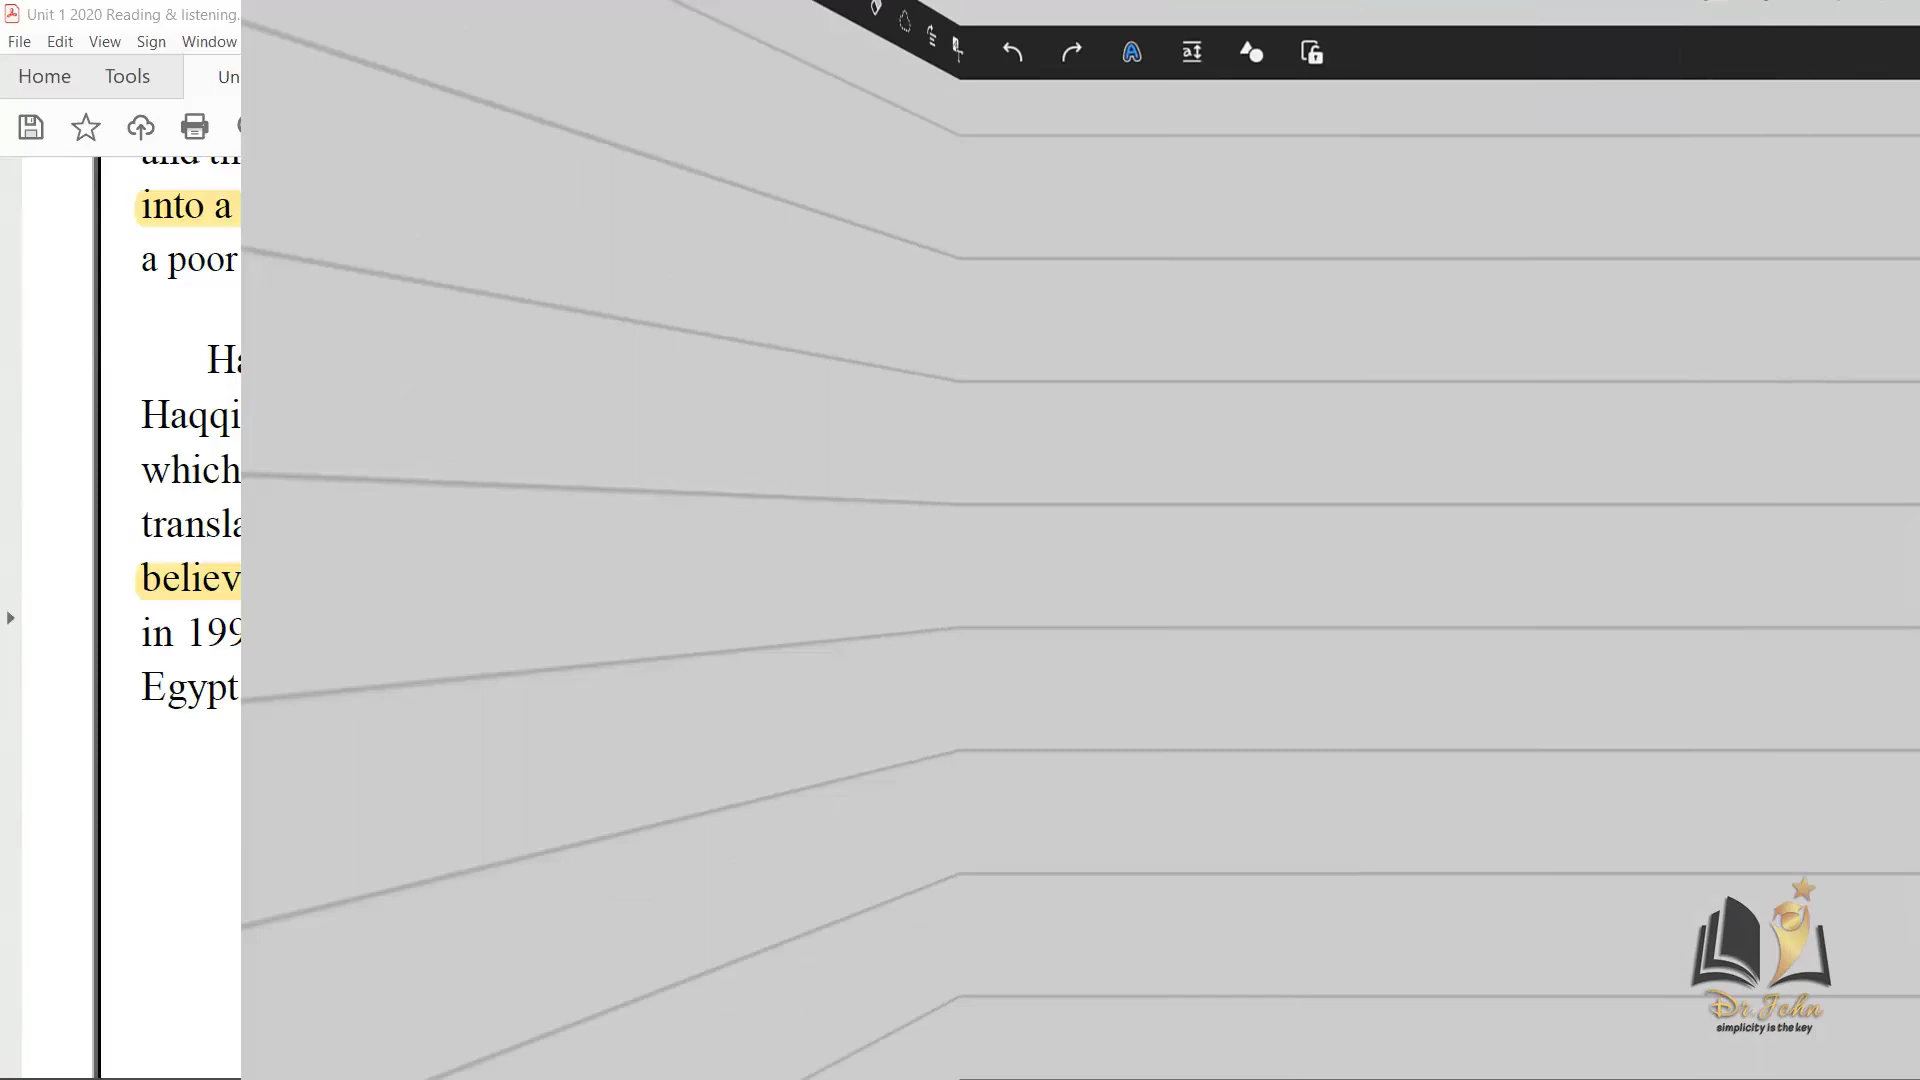 Unit 1 2020 Reading & listening.
File Edit View Sign Window
Home Tools Un
into a
a poor
Ha
Haqqi
which
transla
believ
in 199
Egypt
Dr. John
simplicity is the key